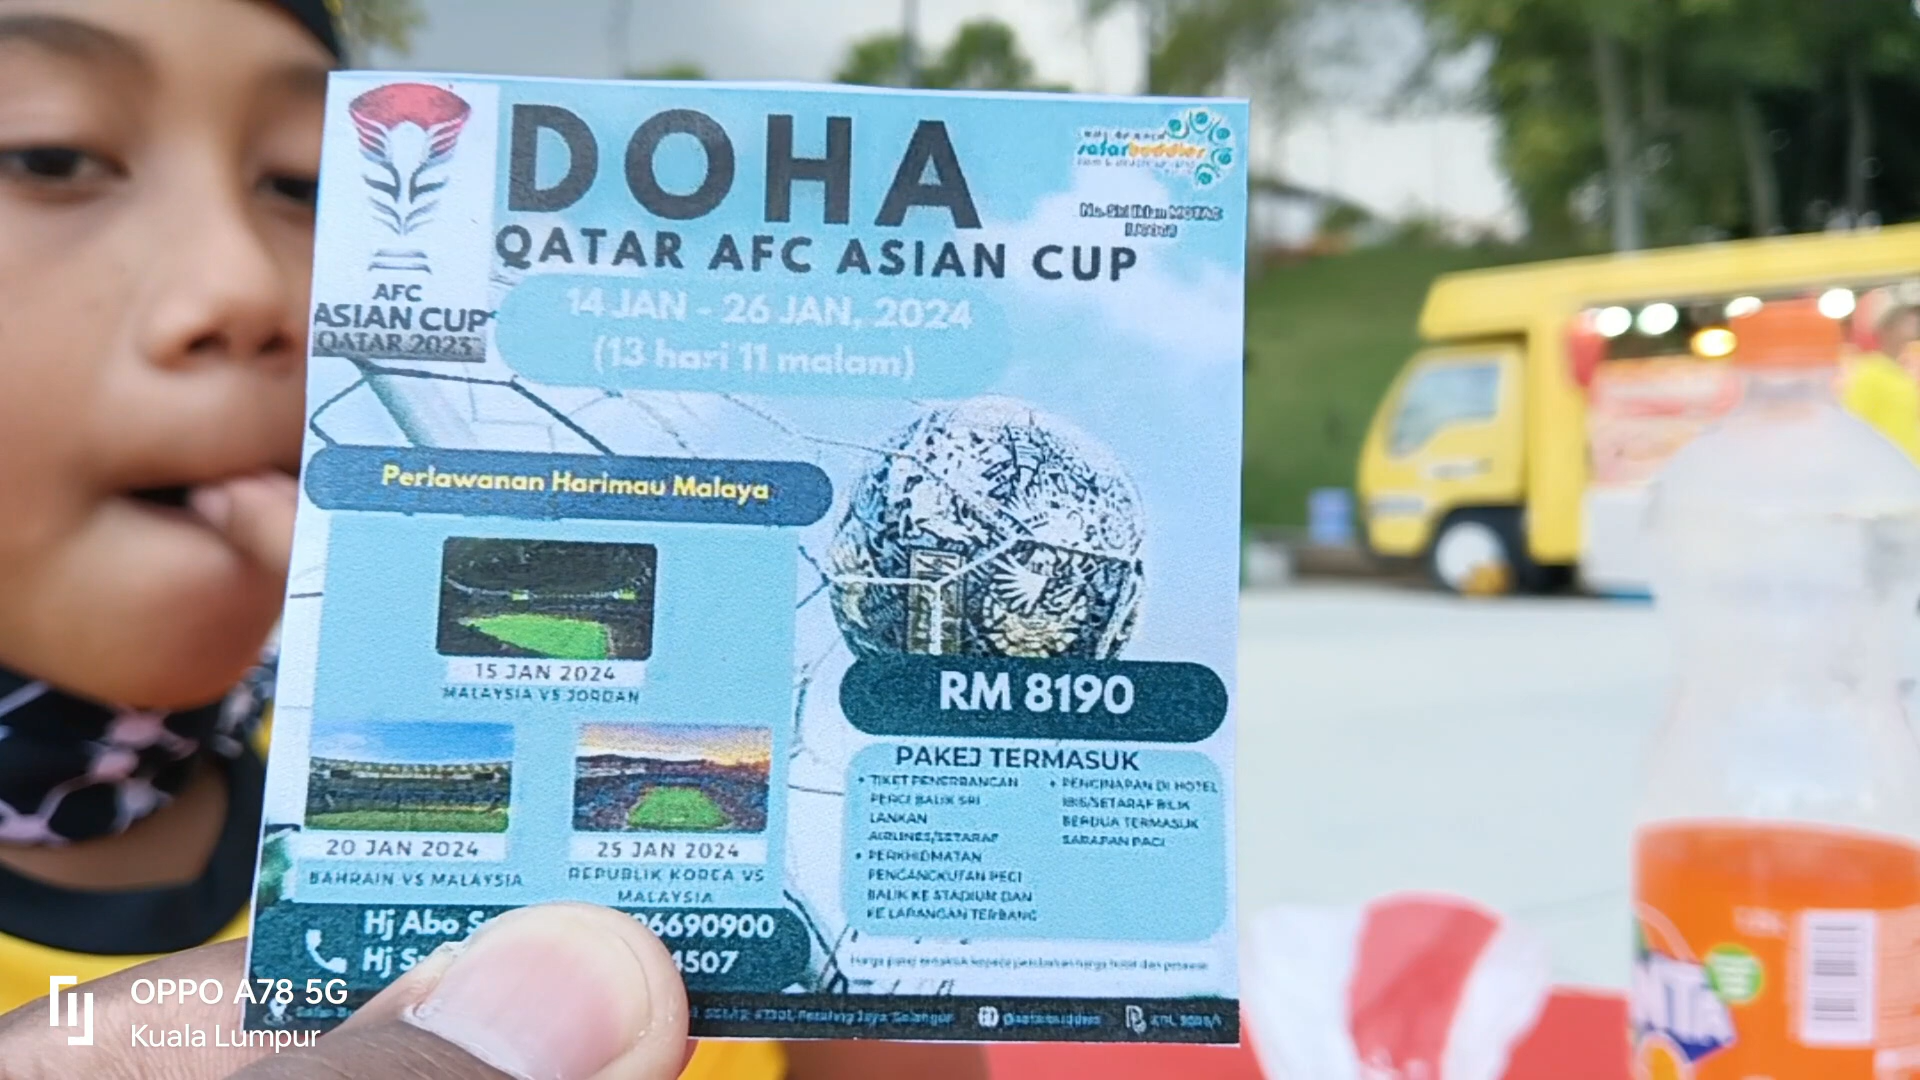 DOHA
QATAR AFC ASIAN CUP
safarbuddies
14 JAN - 26 JAN, 2024
(13 hari 11 malam)
AFC
ASIAN CUP
QATAR 2023
Perlawanan Harimau Malaya
15 JAN 2024
MALAYSIA VS JORDAN
20 JAN 2024
BAHRAIN VS MALAYSIA
25 JAN 2024
REPUBLIK KOREA VS
MALAYSIA
RM 8190
PAKEJ TERMASUK
• TIKET PENERBANGAN
PERGI BALIK SRI
LANKAN
AIRLINES/SETARAF
• PERKHIDMATAN
PENGANGKUTAN PERGI
BALIK KE STADIUM DAN
KE LAPANGAN TERBANG
• PENGINAPAN DI HOTEL
IBIS/SETARAF BILIK
BERDUA TERMASUK
SARAPAN PAGI
Hj Abo
6690900
Hj
4507
Petaling Jaya, Selangor
OPPO A78 5G
Kuala Lumpur